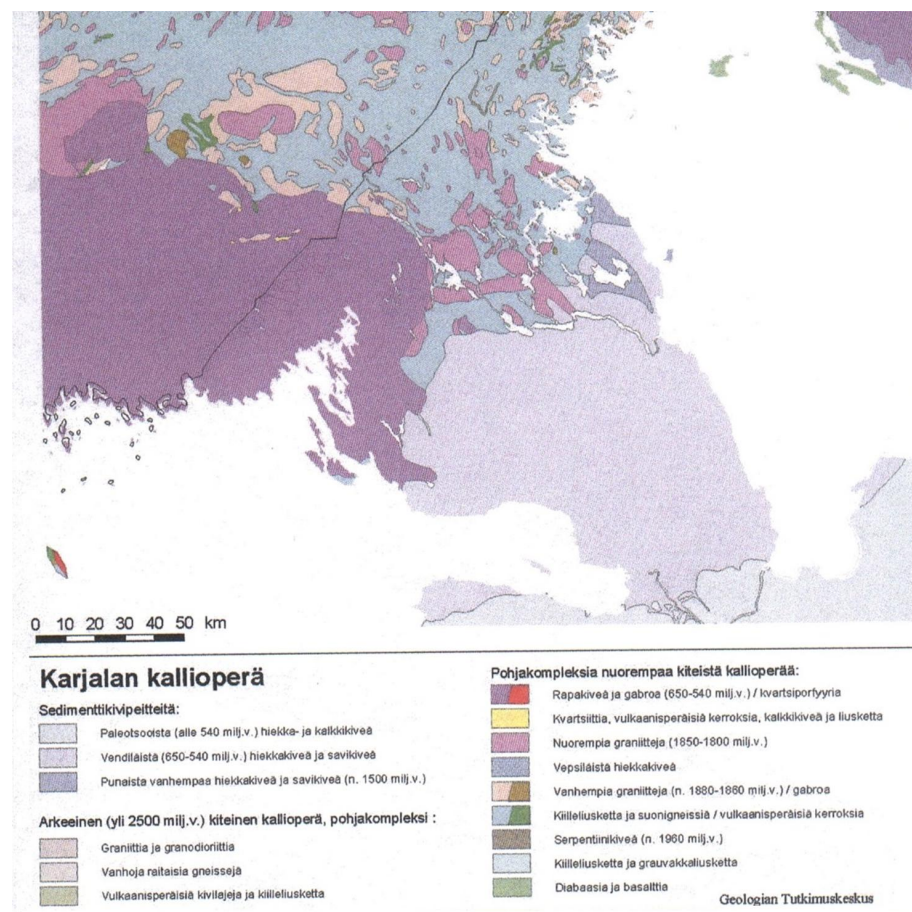 0 10 20 30 40 50 km
Karjalan kallioperä
Sedimenttikivipeitteitä:
Paleotsooista (alle 540 milj.v.) hiekka- ja kalkkikiveä
Vendiläistä (650-540 milj.v.) hiekkakiveä ja savikiveä
Punaista vanhempaa hiekkakiveä ja savikiveä (n. 1500 milj.v.)
Arkeeinen (yli 2500 milj.v.) kiteinen kallioperä, pohjakompleksi :
Graniittia ja granodioriittia
Vanhoja raitaisia gneissejä
Vulkaanisperäisiä kivilajeja ja kiilleliusketta
Pohjakompleksia nuorempaa kiteistä kallioperää:
Rapakiveä ja gabroa (650-540 milj.v.) / kvartsiporfyyria
Kvartsiittia, vulkaanisperäisiä kerroksia, kalkkikiveä ja liusketta
Nuorempia graniitteja (1850-1800 milj.v.)
Vepsiläistä hiekkakiveä
Vanhempia graniitteja (n. 1880-1860 milj.v.) / gabroa
Kiilleliusketta ja suonigneissiä / vulkaanisperäisiä kerroksia
Serpentiinikiveä (n. 1960 milj.v.)
Kiilleliusketta ja grauvakkaliusketta
Diabaasia ja basalttia
Geologian Tutkimuskeskus